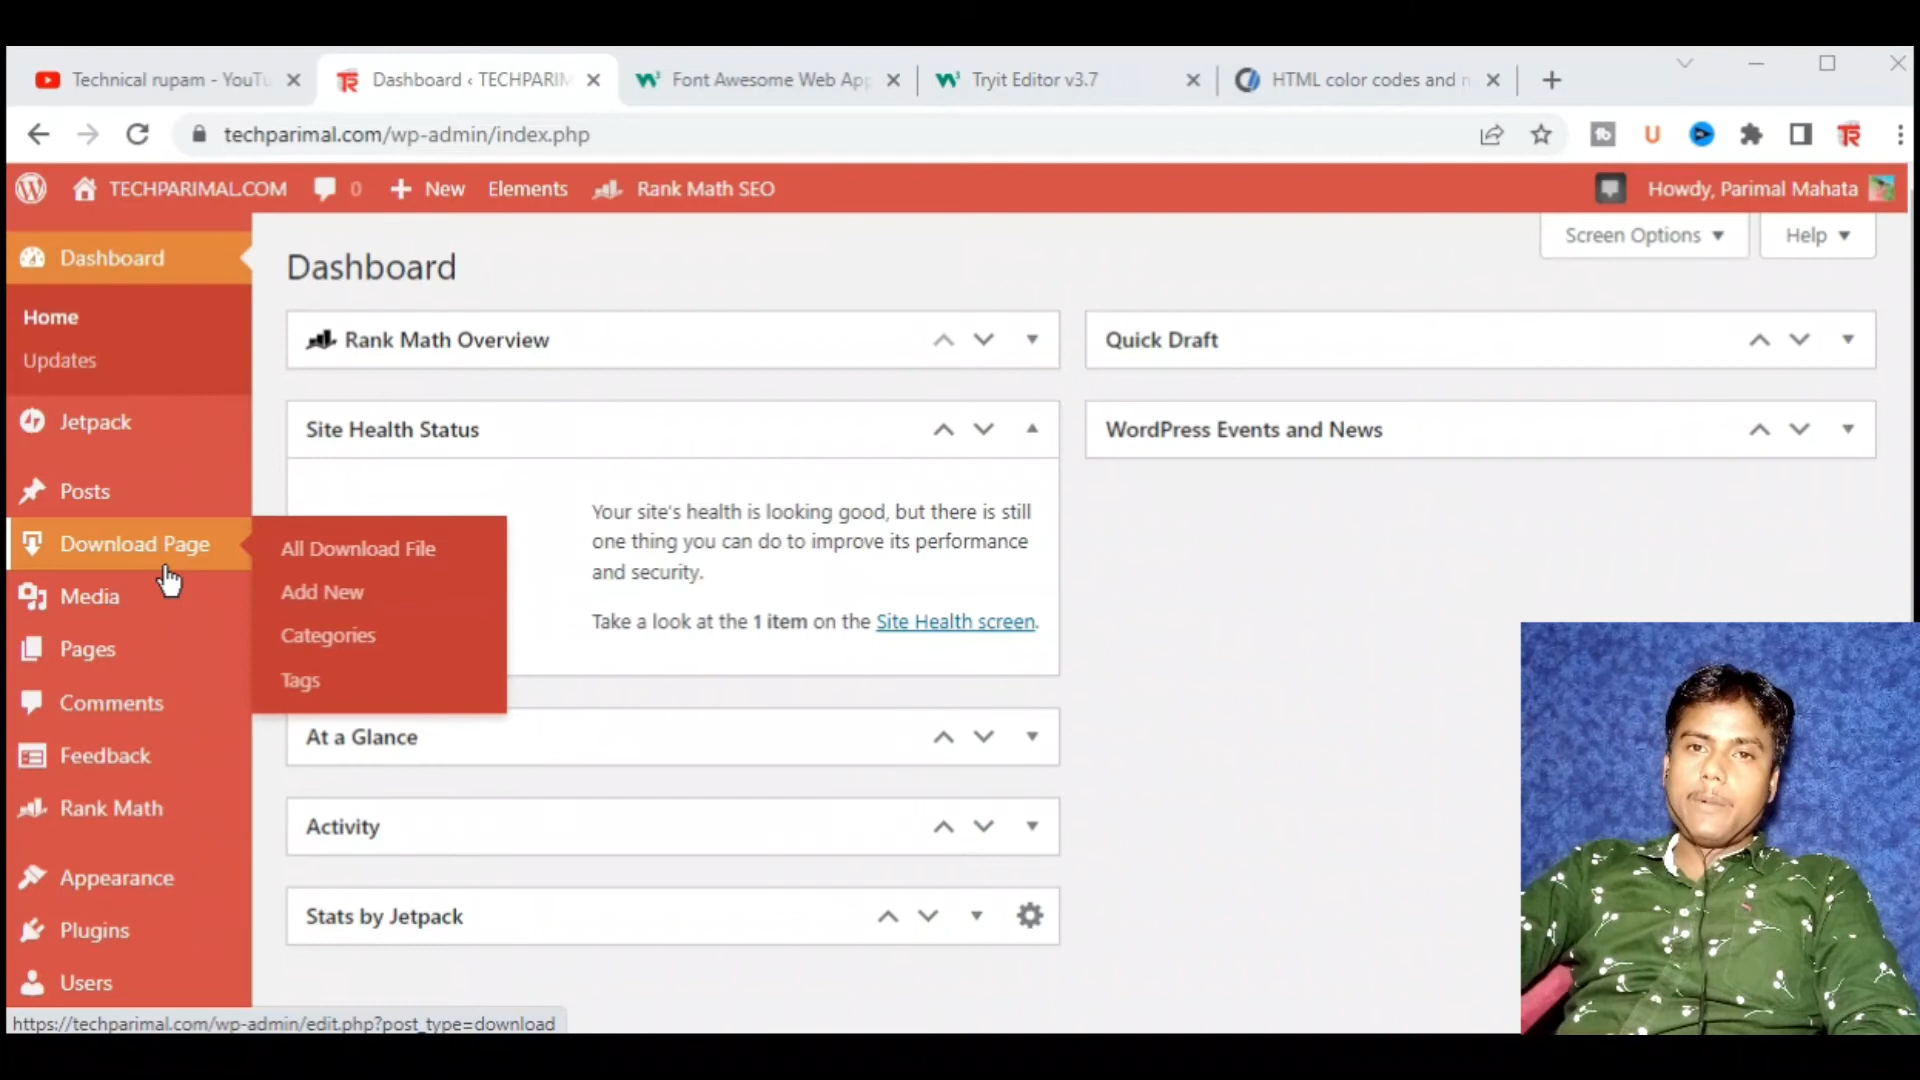 Technical rupam - YouTu
Dashboard ‹ TECHPARIM
Font Awesome Web App
Tryit Editor v3.7
HTML color codes and n
techparimal.com/wp-admin/index.php
TECHPARIMAL.COM
0
New
Elements
Rank Math SEO
Howdy, Parimal Mahata
Screen Options
Help
Dashboard
Home
Updates
Jetpack
Posts
Download Page
Media
Pages
Comments
Feedback
Rank Math
Appearance
Plugins
Users
All Download File
Add New
Categories
Tags
Dashboard
Rank Math Overview
Site Health Status
Your site's health is looking good, but there is still
one thing you can do to improve its performance
and security.
Take a look at the 1 item on the Site Health screen.
At a Glance
Activity
Stats by Jetpack
Quick Draft
WordPress Events and News
https://techparimal.com/wp-admin/edit.php?post_type=download